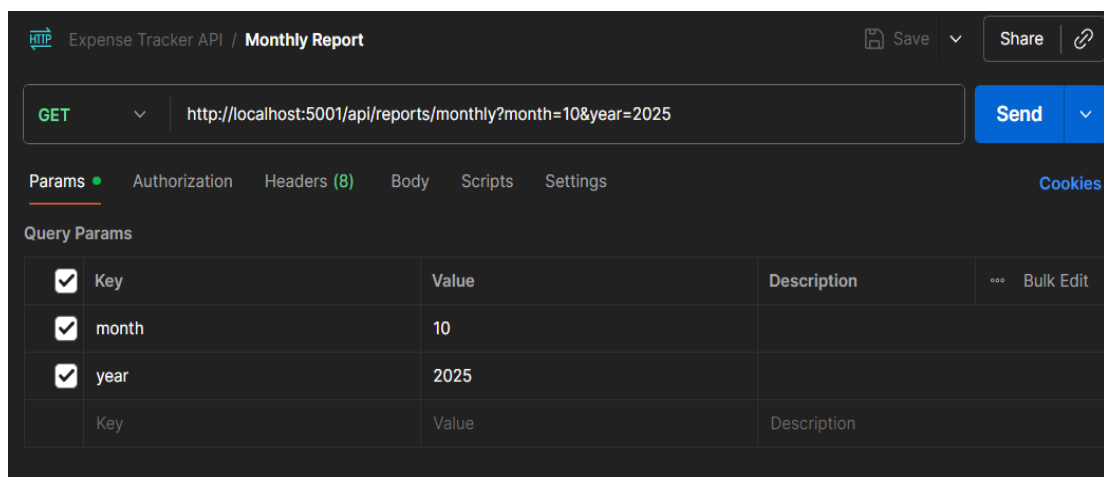 HTTP Expense Tracker API / Monthly Report Save Share
GET http://localhost:5001/api/reports/monthly?month=10&year=2025 Send
Params Authorization Headers (8) Body Scripts Settings Cookies
Query Params
Key Value Description Bulk Edit
month 10
year 2025
Key Value Description